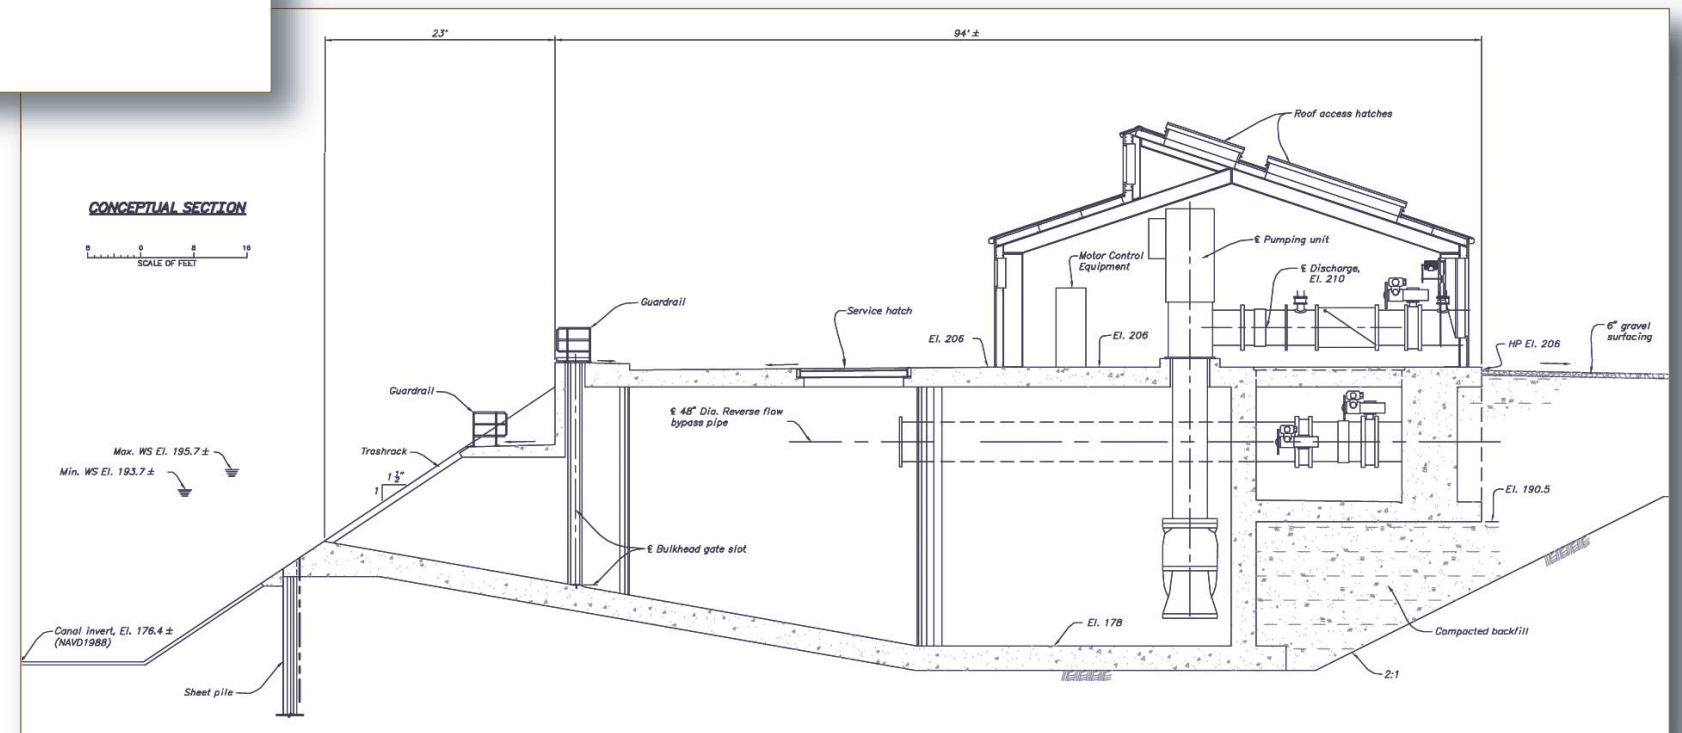 23'
94' ±
Roof access hatches
CONCEPTUAL SECTION
8 0 8 16
SCALE OF FEET
℄ Pumping unit
Motor Control
Equipment
℄ Discharge,
El. 210
Guardrail
Service hatch
El. 206
El. 206
6" gravel
surfacing
HP El. 206
Guardrail
℄ 48" Dia. Reverse flow
bypass pipe
Max. WS El. 195.7 ±
Min. WS El. 193.7 ±
Trashrack
1 ½"
1
El. 190.5
℄ Bulkhead gate slot
Canal invert, El. 176.4 ±
(NAVD1988)
El. 178
Compacted backfill
2:1
Sheet pile